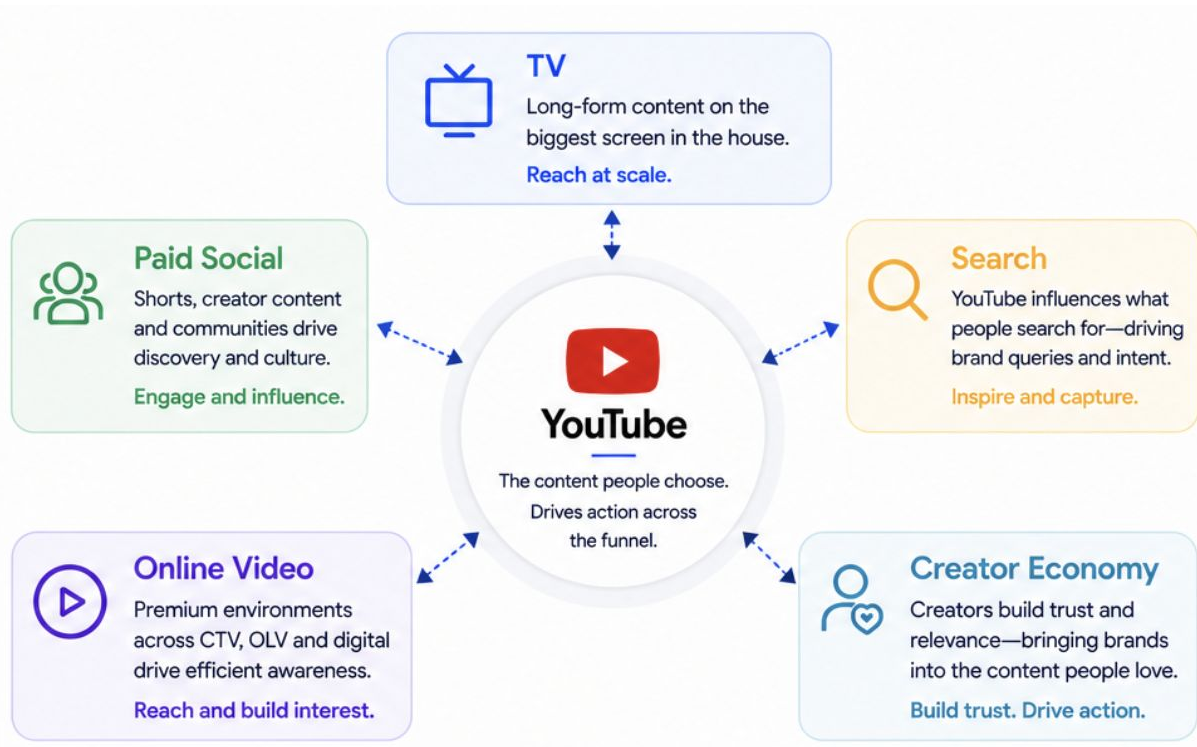 TV
Long-form content on the
biggest screen in the house.
Reach at scale.
Paid Social
Shorts, creator content
and communities drive
discovery and culture.
Engage and influence.
Search
YouTube influences what
people search for—driving
brand queries and intent.
Inspire and capture.
YouTube
The content people choose.
Drives action across
the funnel.
Online Video
Premium environments
across CTV, OLV and digital
drive efficient awareness.
Reach and build interest.
Creator Economy
Creators build trust and
relevance—bringing brands
into the content people love.
Build trust. Drive action.